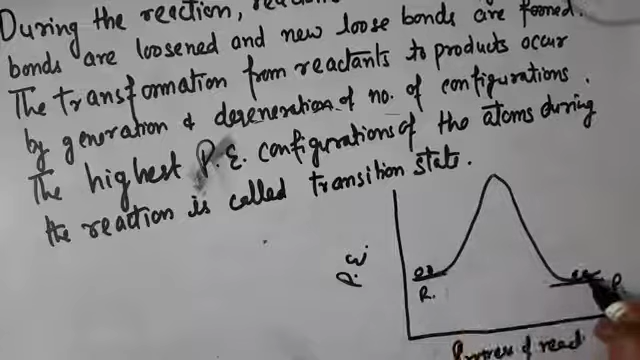 During the reaction,
bonds are loosened and new loose bonds are formed.
The transformation from reactants to products occur
by generation & degeneration of no. of configurations.
The highest P.E. configurations of the atoms during
the reaction is called transition state.
P.E.
R.
P
Process of